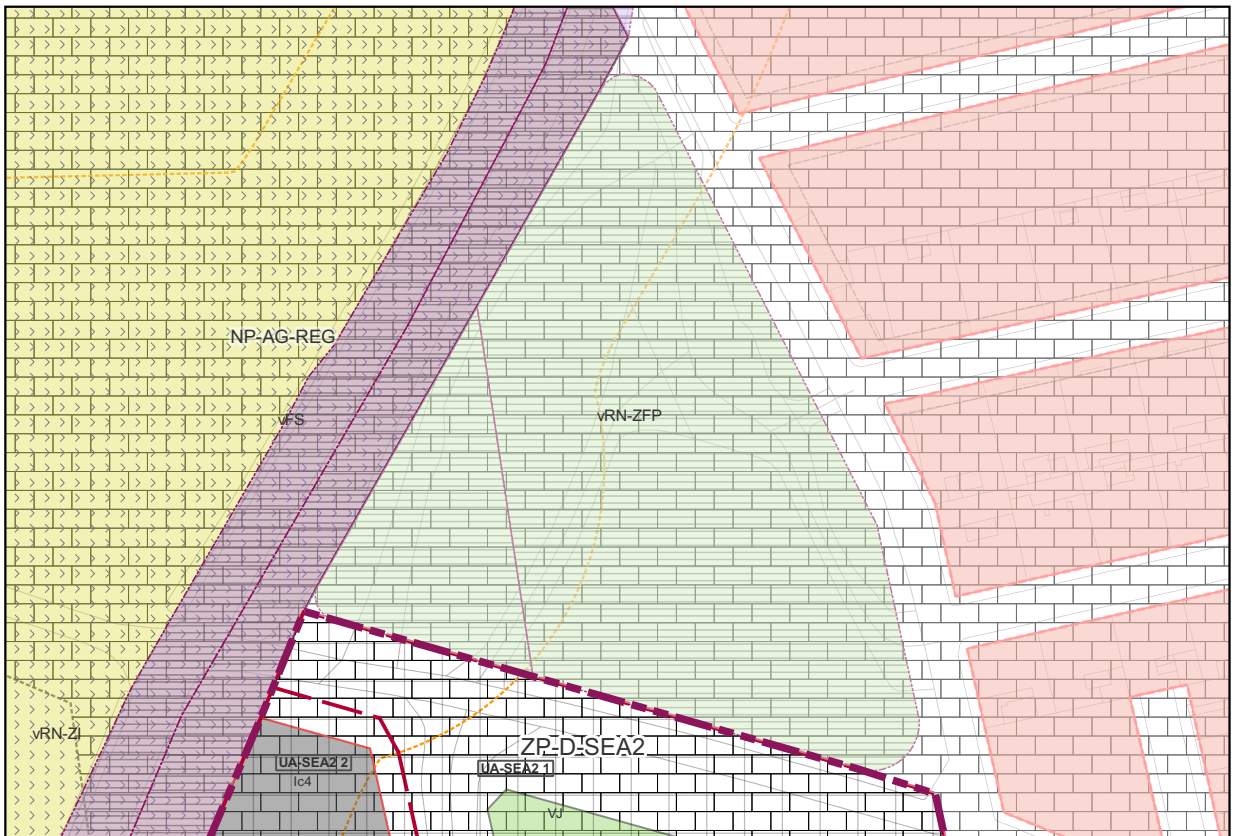 NP-AG-REG
vFS
vRN-ZFP
vRN-ZI
ZP-D-SEA2
UA-SEA2 2
UA-SEA2 1
Ic4
VJ